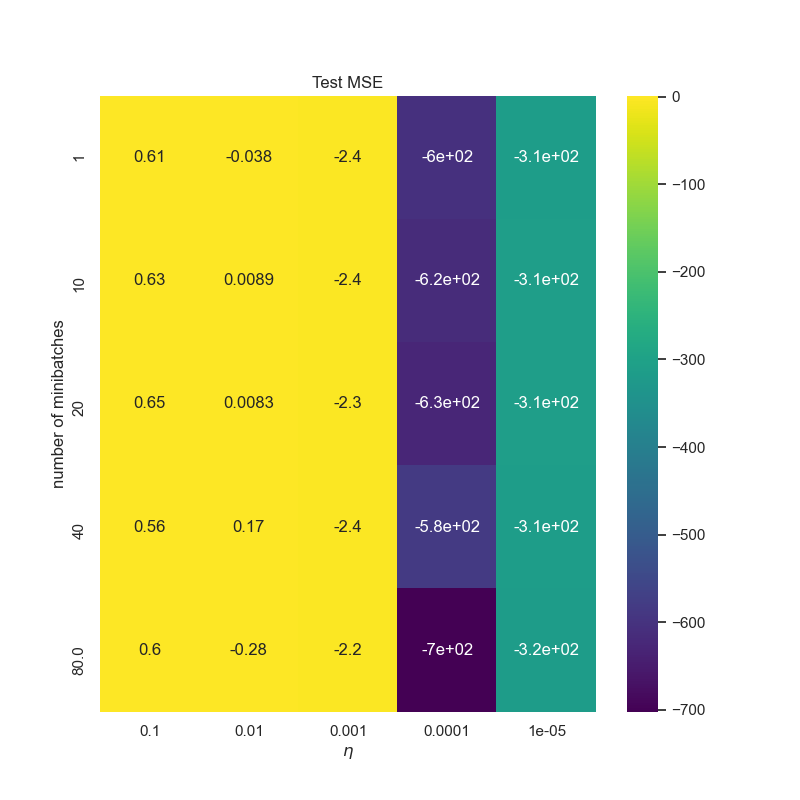 Test MSE
1 0.61 -0.038 -2.4 -6e+02 -3.1e+02
10 0.63 0.0089 -2.4 -6.2e+02 -3.1e+02
20 0.65 0.0083 -2.3 -6.3e+02 -3.1e+02
40 0.56 0.17 -2.4 -5.8e+02 -3.1e+02
80.0 0.6 -0.28 -2.2 -7e+02 -3.2e+02
0.1 0.01 0.001 0.0001 1e-05
η
number of minibatches
0
−100
−200
−300
−400
−500
−600
−700